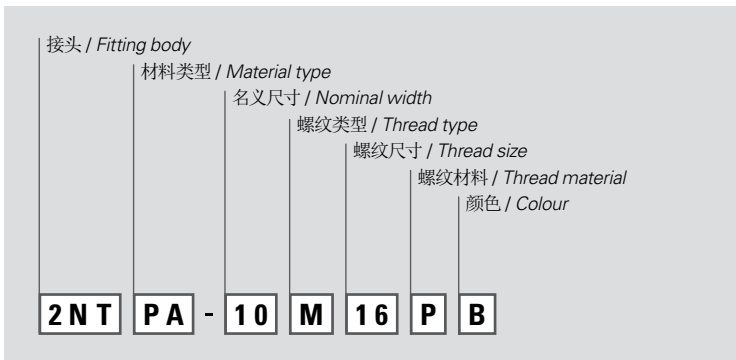 接头 / Fitting body
材料类型 / Material type
名义尺寸 / Nominal width
螺纹类型 / Thread type
螺纹尺寸 / Thread size
螺纹材料 / Thread material
颜色 / Colour
2NT PA - 10 M 16 P B